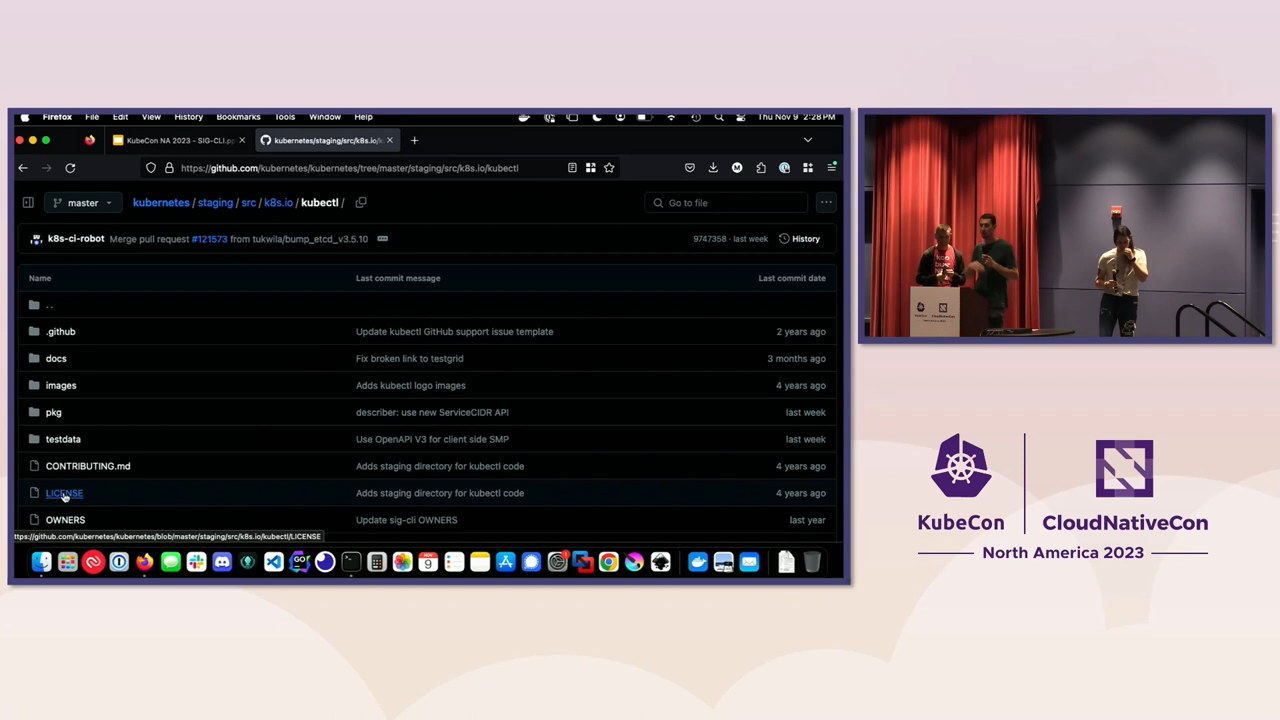 Firefox File Edit View History Bookmarks Tools Window Help Thu Nov 9 2:28 PM
KubeCon NA 2023 - SIG-CLI.pp
kubernetes/staging/src/k8s.io/k
https://github.com/kubernetes/kubernetes/tree/master/staging/src/k8s.io/kubectl
master kubernetes / staging / src / k8s.io / kubectl / Go to file
k8s-ci-robot Merge pull request #121573 from tukwila/bump_etcd_v3.5.10 9747358 · last week History
Name Last commit message Last commit date
..
.github Update kubectl GitHub support issue template 2 years ago
docs Fix broken link to testgrid 3 months ago
images Adds kubectl logo images 4 years ago
pkg describer: use new ServiceCIDR API last week
testdata Use OpenAPI V3 for client side SMP last week
CONTRIBUTING.md Adds staging directory for kubectl code 4 years ago
LICENSE Adds staging directory for kubectl code 4 years ago
OWNERS Update sig-cli OWNERS last year
https://github.com/kubernetes/kubernetes/blob/master/staging/src/k8s.io/kubectl/LICENSE
KubeCon CloudNativeCon
North America 2023